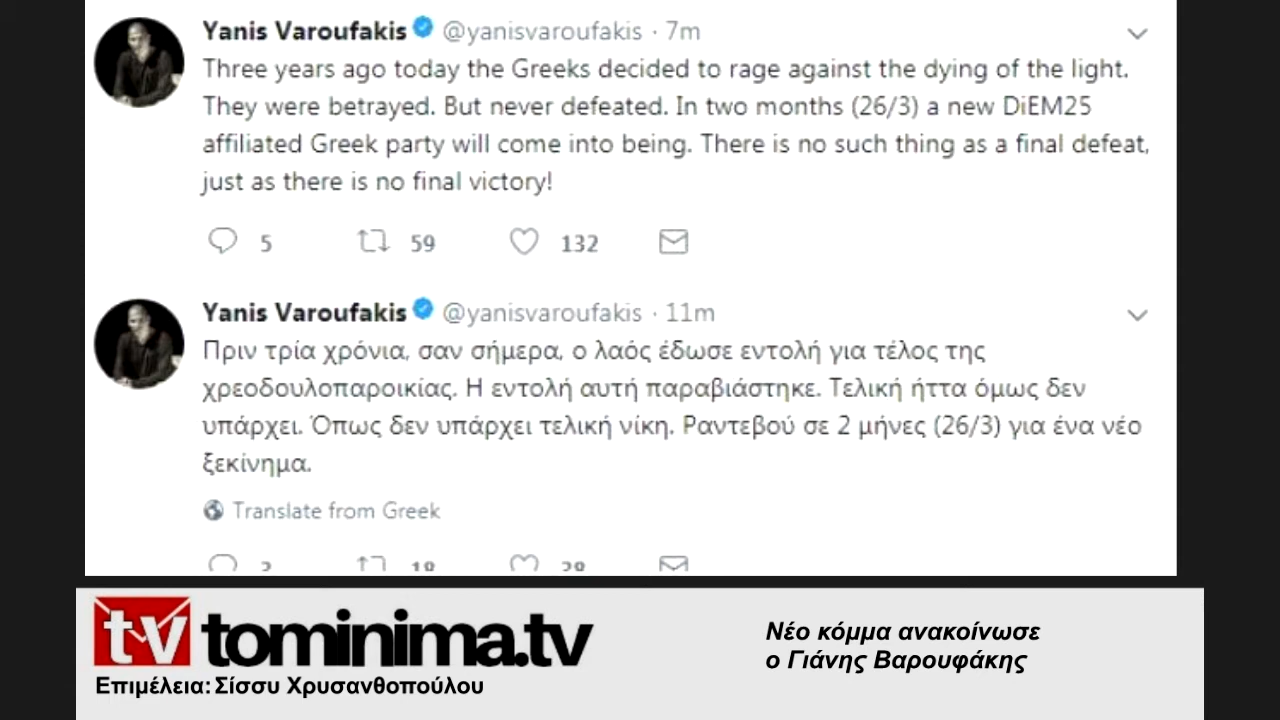 Yanis Varoufakis @yanisvaroufakis · 7m
Three years ago today the Greeks decided to rage against the dying of the light.
They were betrayed. But never defeated. In two months (26/3) a new DiEM25
affiliated Greek party will come into being. There is no such thing as a final defeat,
just as there is no final victory!
5 59 132
Yanis Varoufakis @yanisvaroufakis · 11m
Πριν τρία χρόνια, σαν σήμερα, ο λαός έδωσε εντολή για τέλος της
χρεοδουλοπαροικίας. Η εντολή αυτή παραβιάστηκε. Τελική ήττα όμως δεν
υπάρχει. Όπως δεν υπάρχει τελική νίκη. Ραντεβού σε 2 μήνες (26/3) για ένα νέο
ξεκίνημα.
Translate from Greek
tv tominima.tv
Επιμέλεια: Σίσσυ Χρυσανθοπούλου
Νέο κόμμα ανακοίνωσε
ο Γιάνης Βαρουφάκης